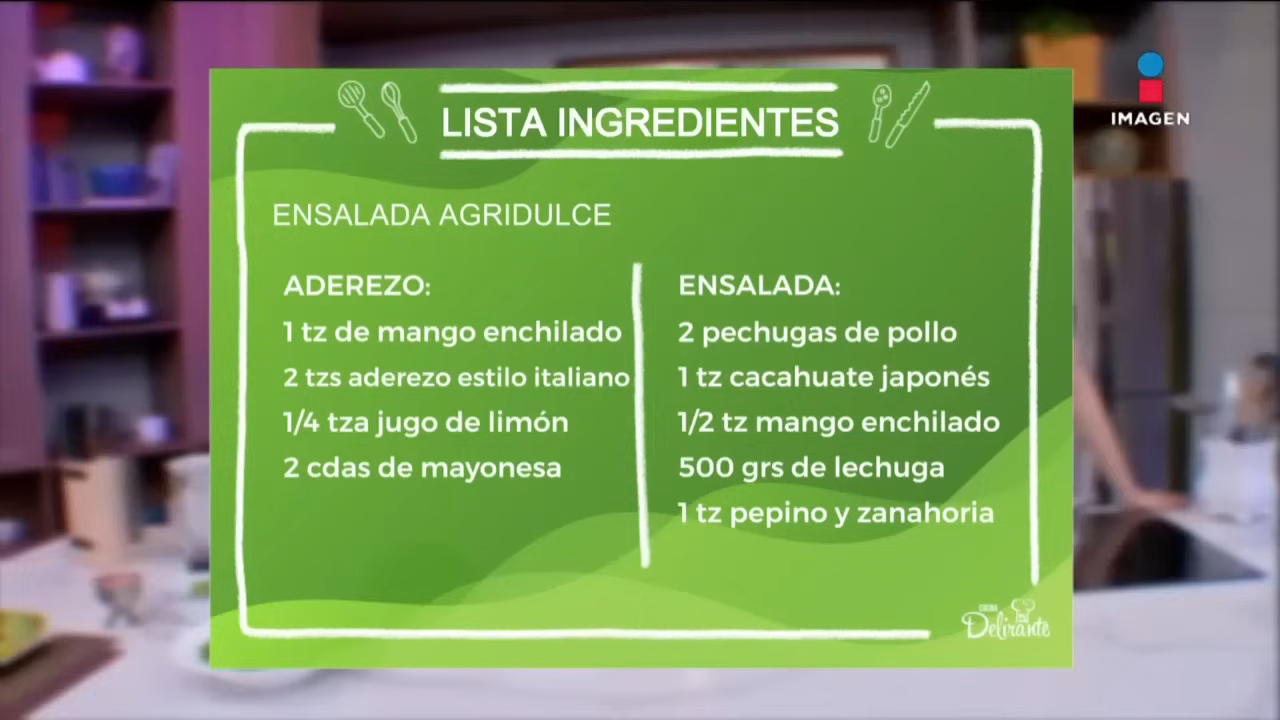 LISTA INGREDIENTES
IMAGEN
ENSALADA AGRIDULCE
ADEREZO:
1 tz de mango enchilado
2 tzs aderezo estilo italiano
1/4 tza jugo de limón
2 cdas de mayonesa
ENSALADA:
2 pechugas de pollo
1 tz cacahuate japonés
1/2 tz mango enchilado
500 grs de lechuga
1 tz pepino y zanahoria
COCINA
Delirante